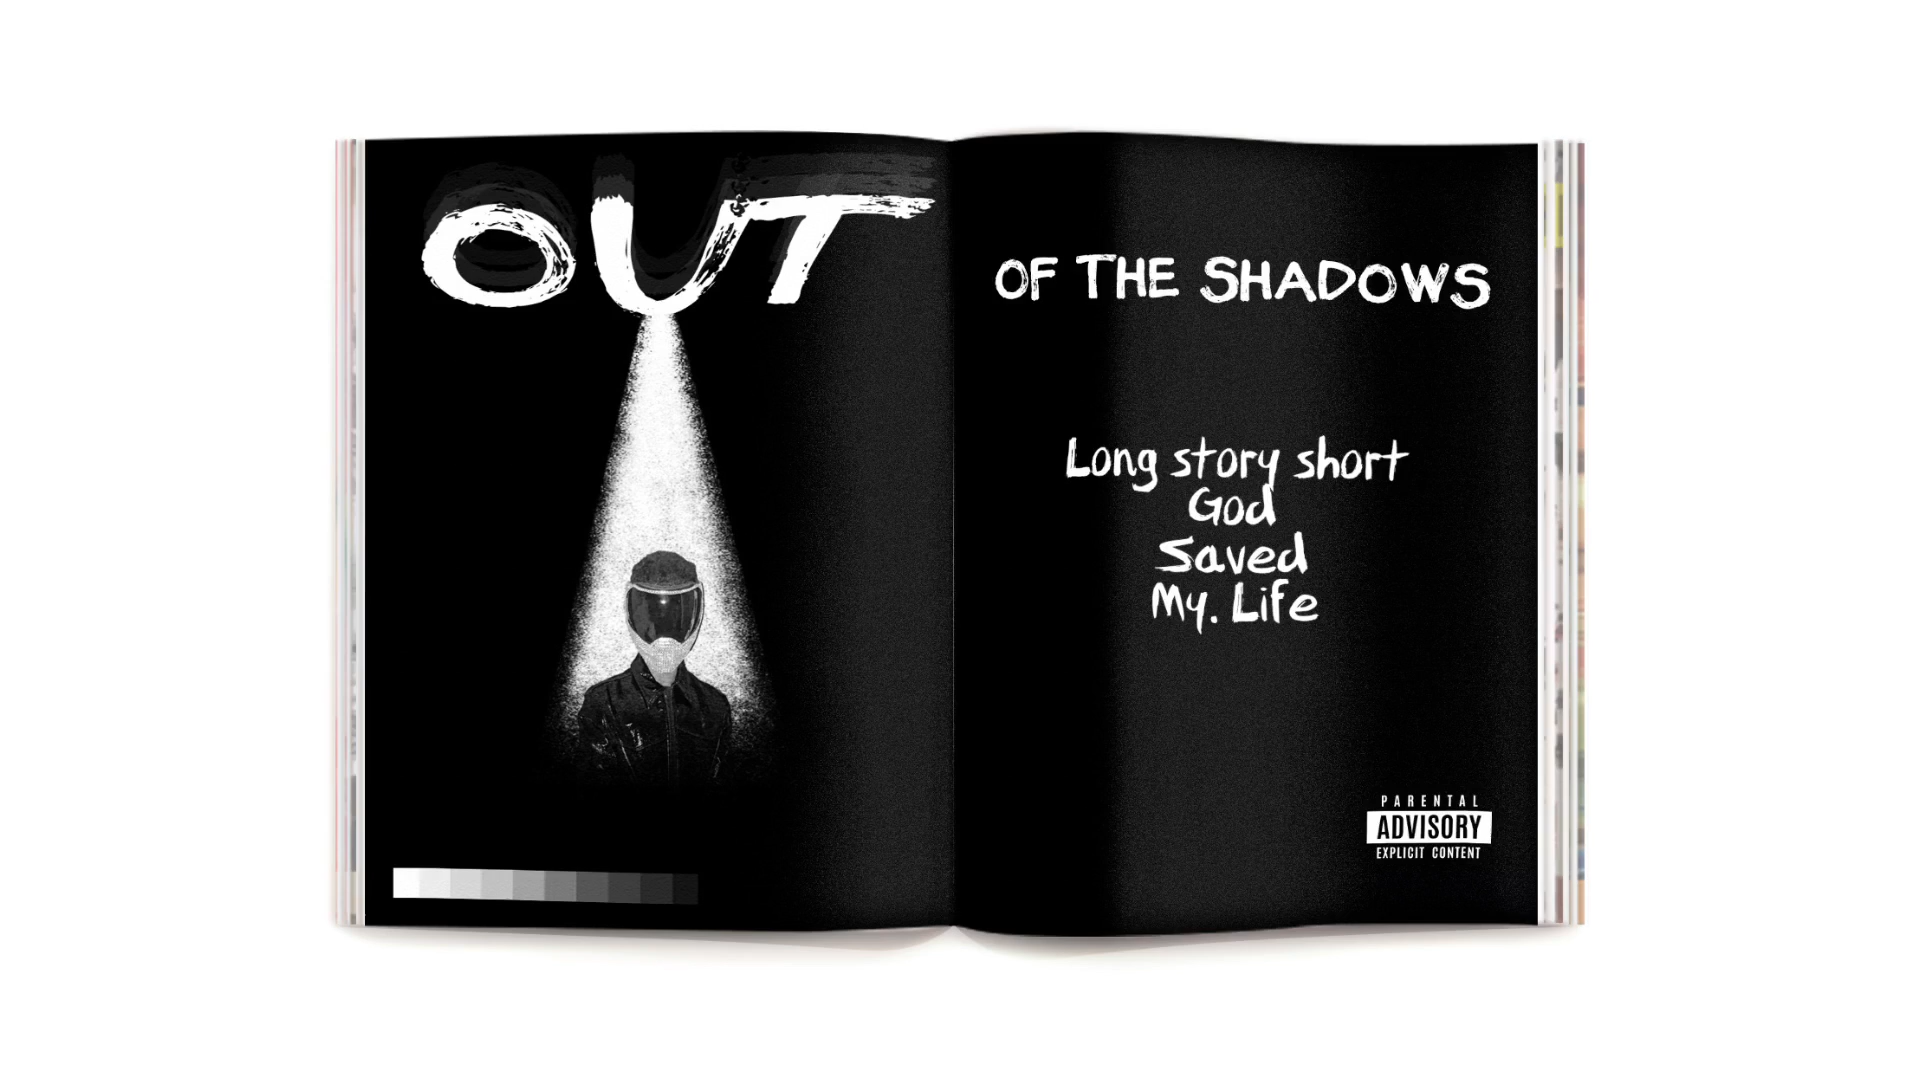 OUT
OF THE SHADOWS
Long story short
God
Saved
My. Life
PARENTAL
ADVISORY
EXPLICIT CONTENT